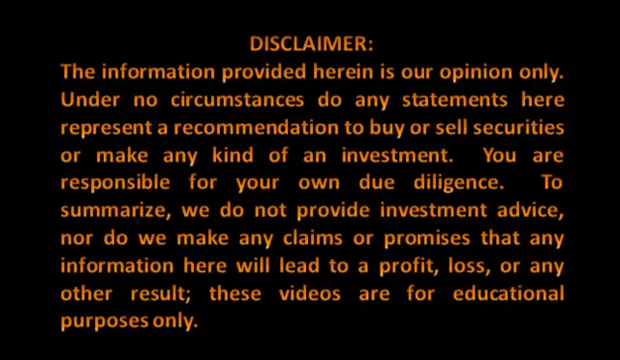 DISCLAIMER:
The information provided herein is our opinion only.
Under no circumstances do any statements here
represent a recommendation to buy or sell securities
or make any kind of an investment. You are
responsible for your own due diligence. To
summarize, we do not provide investment advice,
nor do we make any claims or promises that any
information here will lead to a profit, loss, or any
other result; these videos are for educational
purposes only.